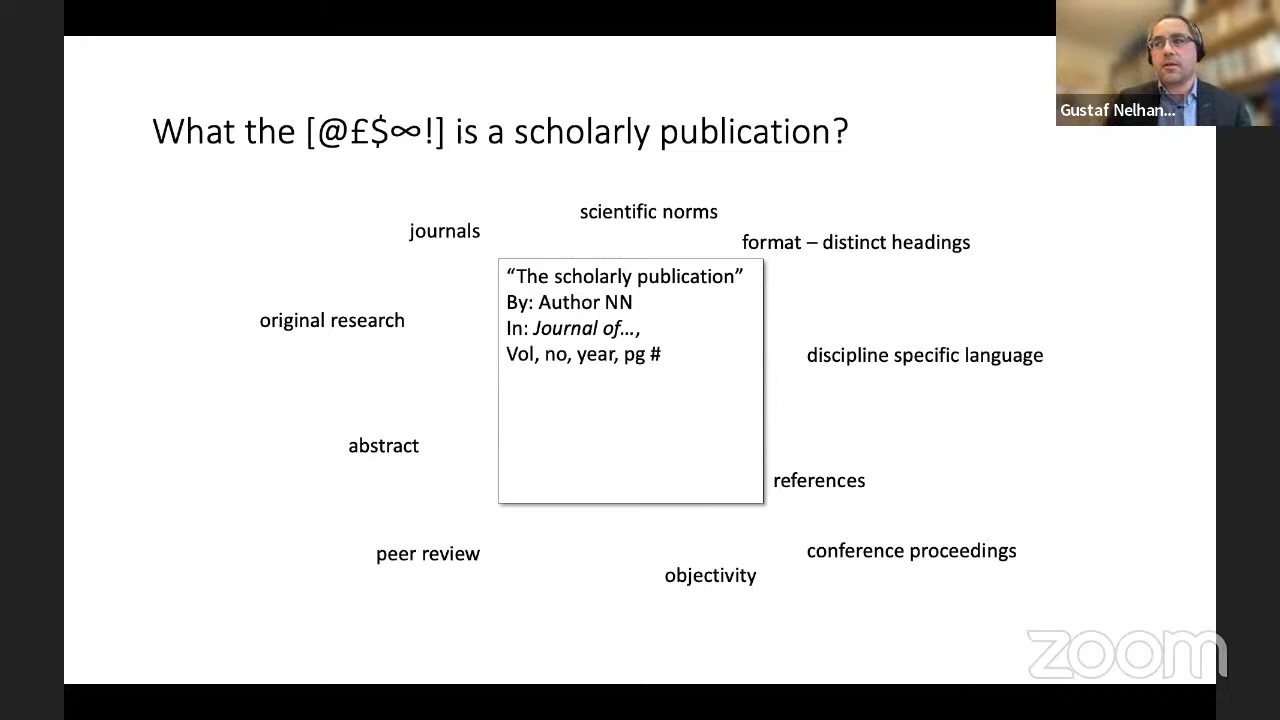 Gustaf Nelhan...
What the [@£$∞!] is a scholarly publication?
scientific norms
journals
format – distinct headings
“The scholarly publication”
By: Author NN
In: Journal of…,
Vol, no, year, pg #
original research
discipline specific language
abstract
references
peer review
conference proceedings
objectivity
zoom